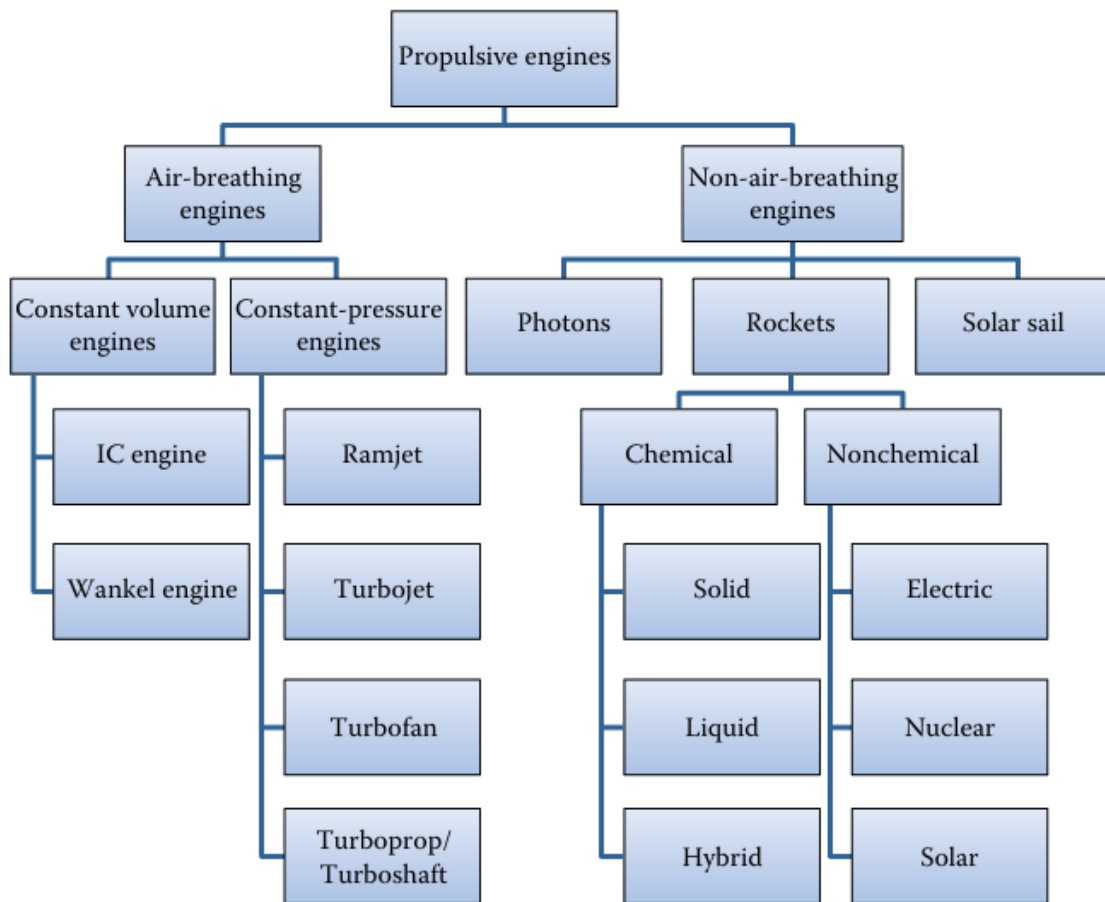 Propulsive engines
Air-breathing
engines
Non-air-breathing
engines
Constant volume
engines
Constant-pressure
engines
Photons
Rockets
Solar sail
IC engine
Ramjet
Chemical
Nonchemical
Wankel engine
Turbojet
Solid
Electric
Turbofan
Liquid
Nuclear
Turboprop/
Turboshaft
Hybrid
Solar